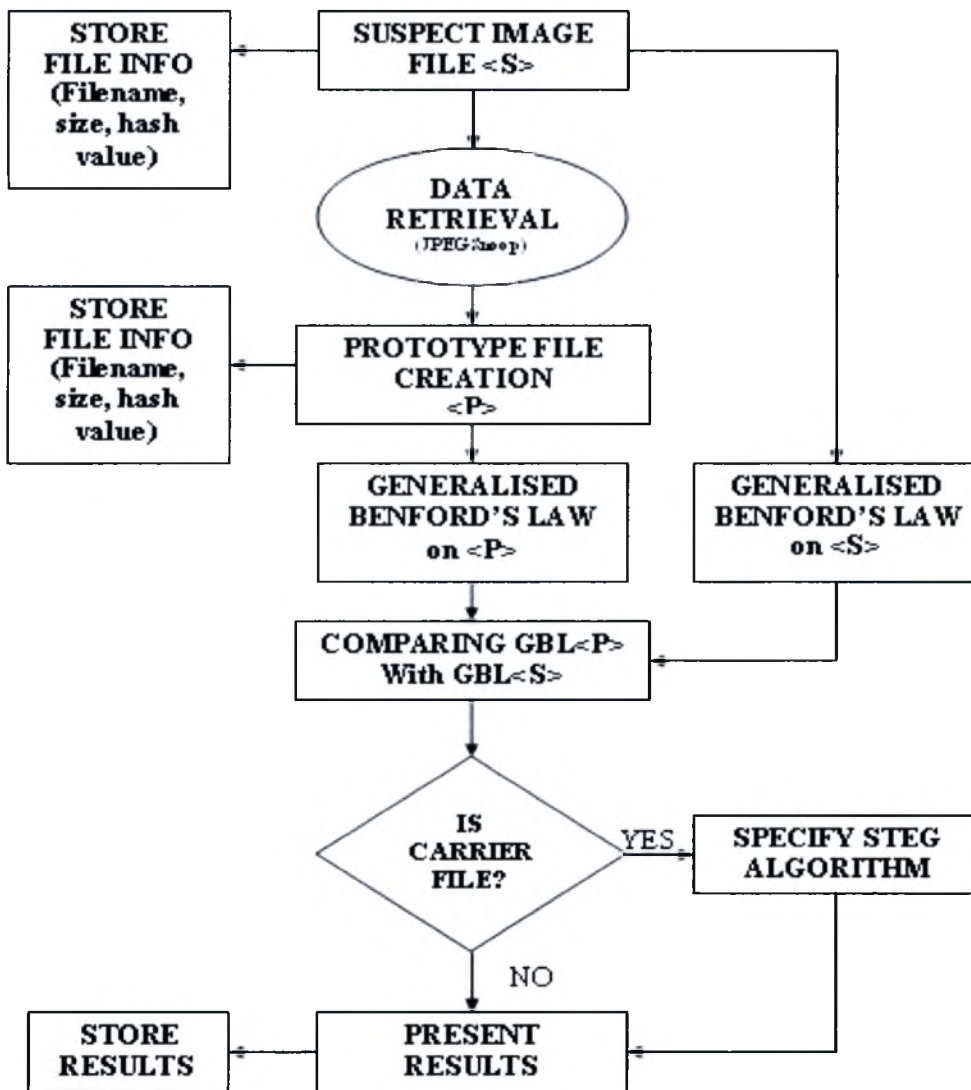 STORE
FILE INFO
(Filename,
size, hash
value)
SUSPECT IMAGE
FILE <S>
DATA
RETRIEVAL
(JPEGSnoop)
STORE
FILE INFO
(Filename,
size, hash
value)
PROTOTYPE FILE
CREATION
<P>
GENERALISED
BENFORD'S LAW
on <P>
GENERALISED
BENFORD'S LAW
on <S>
COMPARING GBL<P>
With GBL<S>
IS
CARRIER
FILE?
YES
SPECIFY STEG
ALGORITHM
NO
STORE
RESULTS
PRESENT
RESULTS